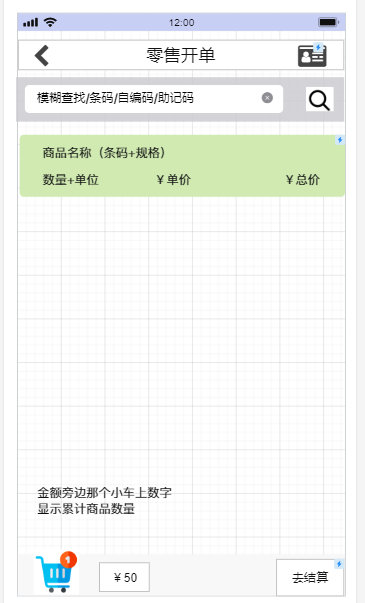 12:00
零售开单
模糊查找/条码/自编码/助记码
商品名称（条码+规格）
数量+单位 ￥单价 ￥总价
金额旁边那个小车上数字
显示累计商品数量
1
￥50 去结算